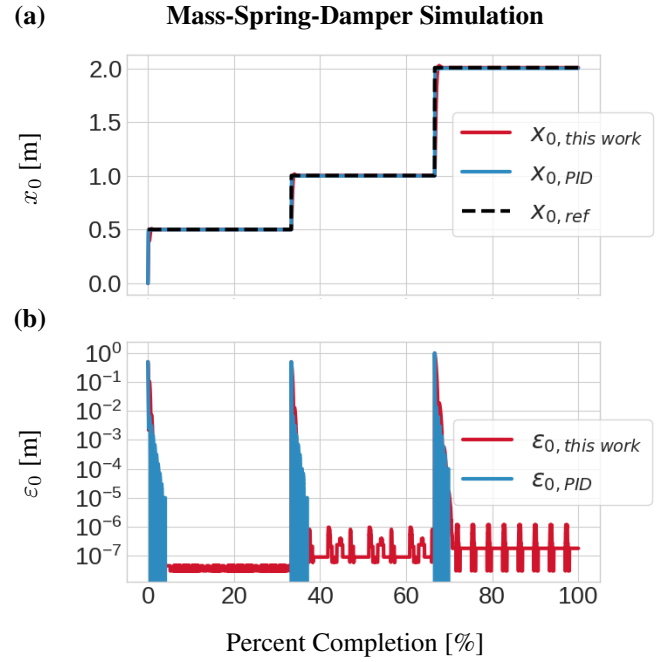 (a) Mass-Spring-Damper Simulation
2.0
1.5
1.0
0.5
0.0
x₀ [m]
x₀, this work
x₀, PID
x₀, ref
(b)
10⁰
10⁻¹
10⁻²
10⁻³
10⁻⁴
10⁻⁵
10⁻⁶
10⁻⁷
ε₀ [m]
ε₀, this work
ε₀, PID
0 20 40 60 80 100
Percent Completion [%]